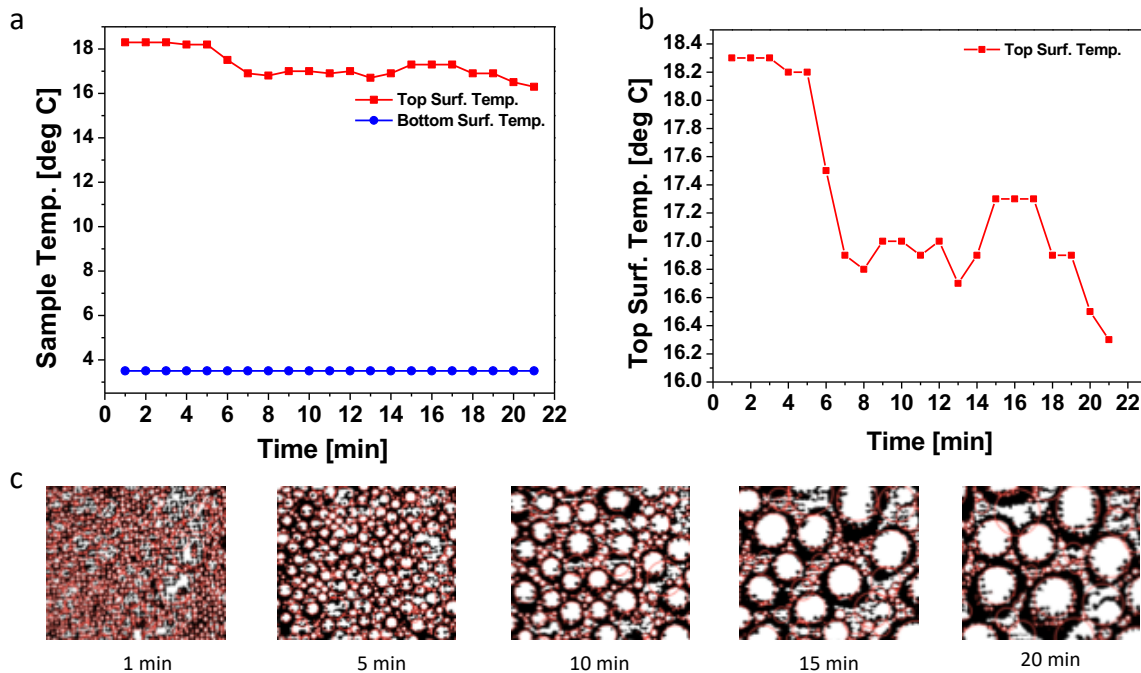 a
18
16
14
12
10
8
6
4
0 2 4 6 8 10 12 14 16 18 20 22
Sample Temp. [deg C]
Time [min]
Top Surf. Temp.
Bottom Surf. Temp.
b
18.4
18.2
18.0
17.8
17.6
17.4
17.2
17.0
16.8
16.6
16.4
16.2
16.0
0 2 4 6 8 10 12 14 16 18 20 22
Top Surf. Temp. [deg C]
Time [min]
Top Surf. Temp.
c
1 min
5 min
10 min
15 min
20 min